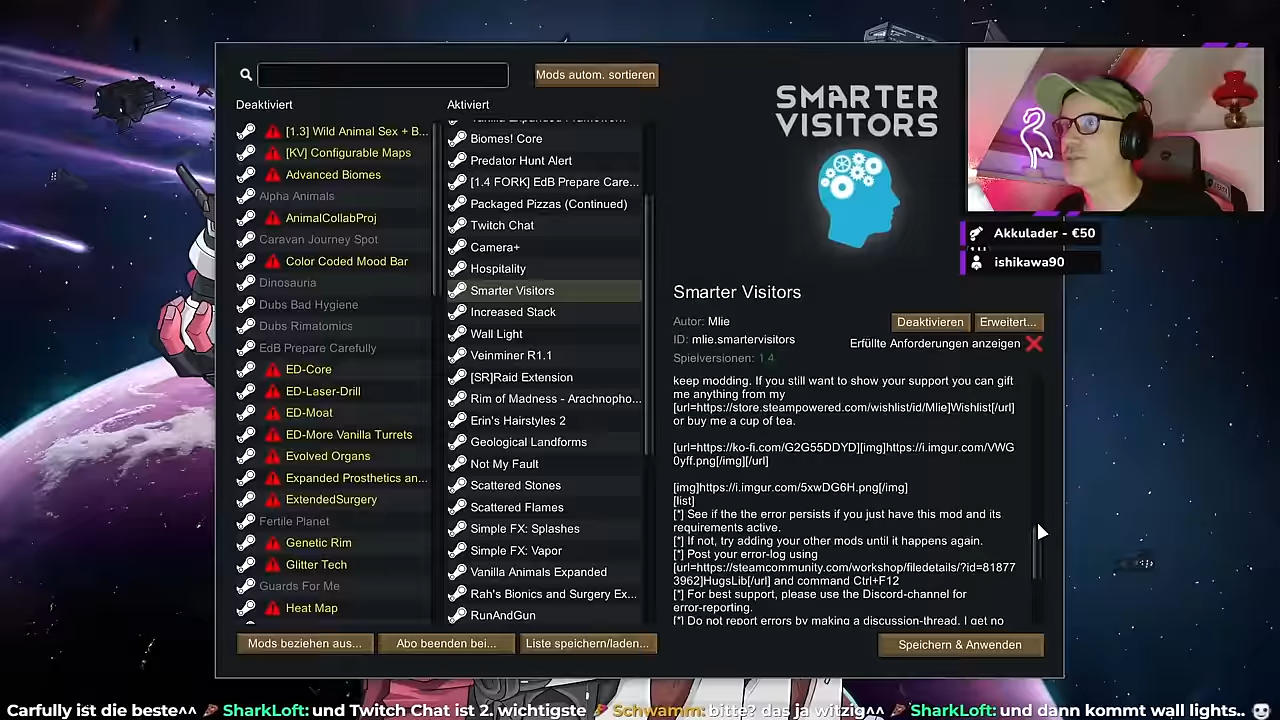 Mods autom. sortieren
Deaktiviert
[1.3] Wild Animal Sex + B...
[KV] Configurable Maps
Advanced Biomes
Alpha Animals
AnimalCollabProj
Caravan Journey Spot
Color Coded Mood Bar
Dinosauria
Dubs Bad Hygiene
Dubs Rimatomics
EdB Prepare Carefully
ED-Core
ED-Laser-Drill
ED-Moat
ED-More Vanilla Turrets
Evolved Organs
Expanded Prosthetics an...
ExtendedSurgery
Fertile Planet
Genetic Rim
Glitter Tech
Guards For Me
Heat Map
Aktiviert
Biomes! Core
Predator Hunt Alert
[1.4 FORK] EdB Prepare Care...
Packaged Pizzas (Continued)
Twitch Chat
Camera+
Hospitality
Smarter Visitors
Increased Stack
Wall Light
Veinminer R1.1
[SR]Raid Extension
Rim of Madness - Arachnopho...
Erin's Hairstyles 2
Geological Landforms
Not My Fault
Scattered Stones
Scattered Flames
Simple FX: Splashes
Simple FX: Vapor
Vanilla Animals Expanded
Rah's Bionics and Surgery Ex...
RunAndGun
SMARTER
VISITORS
Smarter Visitors
Autor: Mlie
ID: mlie.smartervisitors
Spielversionen: 1 4
Deaktivieren
Erweitert...
Erfüllte Anforderungen anzeigen
keep modding. If you still want to show your support you can gift
me anything from my
[url=https://store.steampowered.com/wishlist/id/Mlie]Wishlist[/url]
or buy me a cup of tea.
[url=https://ko-fi.com/G2G55DDYD][img]https://i.imgur.com/VWG
0yff.png[/img][/url]
[img]https://i.imgur.com/5xwDG6H.png[/img]
[list]
[*] See if the the error persists if you just have this mod and its
requirements active.
[*] If not, try adding your other mods until it happens again.
[*] Post your error-log using
[url=https://steamcommunity.com/workshop/filedetails/?id=81877
3962]HugsLib[/url] and command Ctrl+F12
[*] For best support, please use the Discord-channel for
error-reporting.
[*] Do not report errors by making a discussion-thread. I get no
Akkulader - €50
ishikawa90
Mods beziehen aus...
Abo beenden bei...
Liste speichern/laden...
Speichern & Anwenden
Carfully ist die beste^^ SharkLoft: und Twitch Chat ist 2. wichtigste Schwamm: bitte? das ja witzig^^ SharkLoft: und dann kommt wall lights..